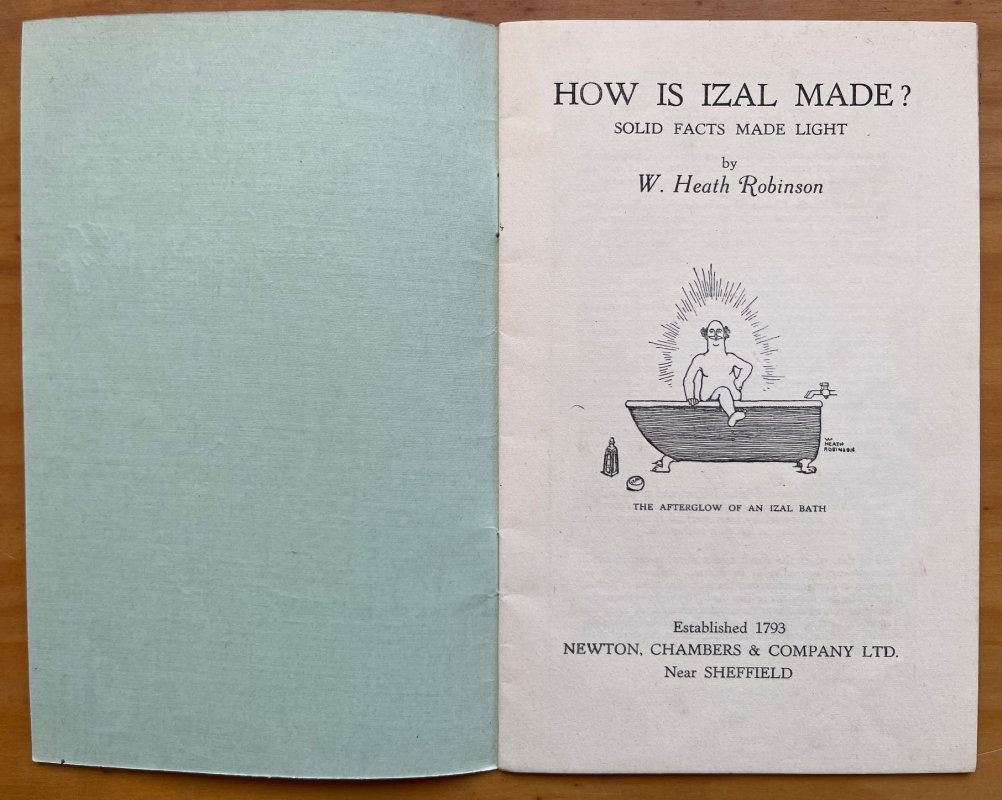 HOW IS IZAL MADE?
SOLID FACTS MADE LIGHT
by
W. Heath Robinson
W
HEATH
ROBINSON
THE AFTERGLOW OF AN IZAL BATH
Established 1793
NEWTON, CHAMBERS & COMPANY LTD.
Near SHEFFIELD